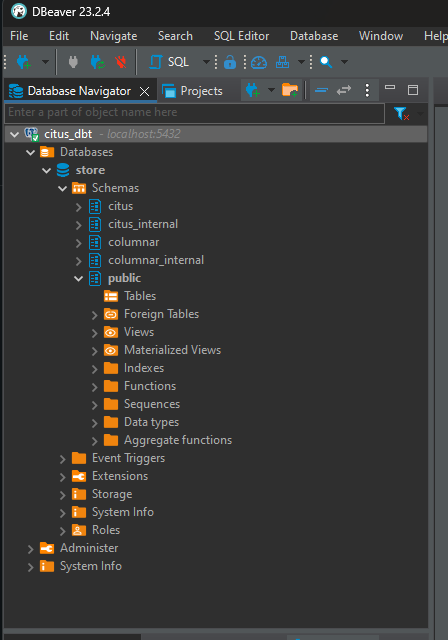 DBeaver 23.2.4
File Edit Navigate Search SQL Editor Database Window Help
SQL
Database Navigator Projects
Enter a part of object name here
citus_dbt - localhost:5432
Databases
store
Schemas
citus
citus_internal
columnar
columnar_internal
public
Tables
Foreign Tables
Views
Materialized Views
Indexes
Functions
Sequences
Data types
Aggregate functions
Event Triggers
Extensions
Storage
System Info
Roles
Administer
System Info